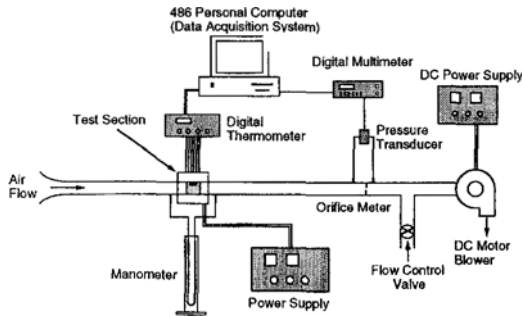 486 Personal Computer
(Data Acquisition System)
Digital Multimeter
DC Power Supply
Test Section
Digital
Thermometer
Pressure
Transducer
Air
Flow
Orifice Meter
Manometer
Power Supply
Flow Control
Valve
DC Motor
Blower